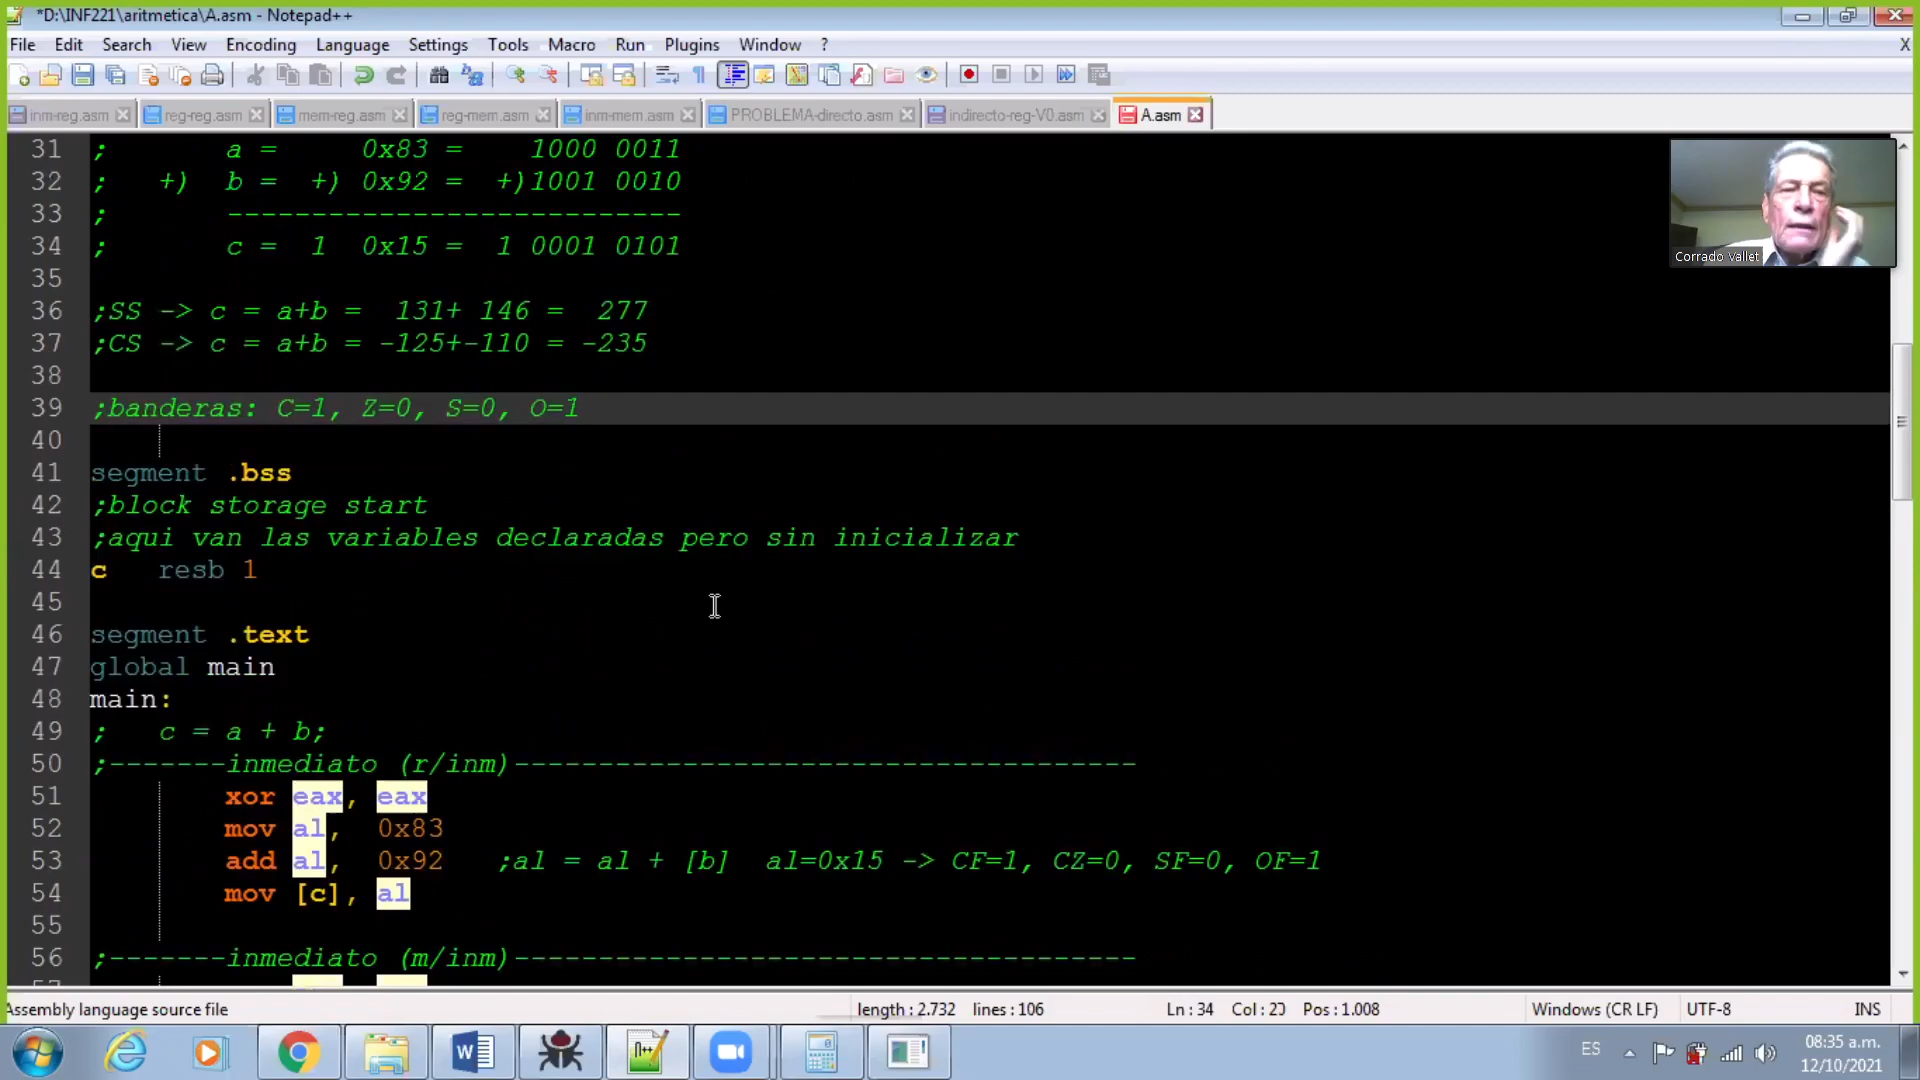 *D:\INF221\aritmetica\A.asm - Notepad++
File Edit Search View Encoding Language Settings Tools Macro Run Plugins Window ? X
inm-reg.asm reg-reg.asm mem-reg.asm reg-mem.asm inm-mem.asm PROBLEMA-directo.asm indirecto-reg-V0.asm A.asm
31 ; a = 0x83 = 1000 0011
32 ; +) b = +) 0x92 = +)1001 0010
33 ; ---------------------------
34 ; c = 1 0x15 = 1 0001 0101
35
36 ;SS -> c = a+b = 131+ 146 = 277
37 ;CS -> c = a+b = -125+-110 = -235
38
39 ;banderas: C=1, Z=0, S=0, O=1
40
41 segment .bss
42 ;block storage start
43 ;aqui van las variables declaradas pero sin inicializar
44 c resb 1
45
46 segment .text
47 global main
48 main:
49 ; c = a + b;
50 ;-------inmediato (r/inm)-------------------------------------
51 xor eax, eax
52 mov al, 0x83
53 add al, 0x92 ;al = al + [b] al=0x15 -> CF=1, CZ=0, SF=0, OF=1
54 mov [c], al
55
56 ;-------inmediato (m/inm)-------------------------------------
Corrado Vallet
Assembly language source file length : 2.732 lines : 106 Ln : 34 Col : 20 Pos : 1.008 Windows (CR LF) UTF-8 INS
ES
08:35 a.m.
12/10/2021